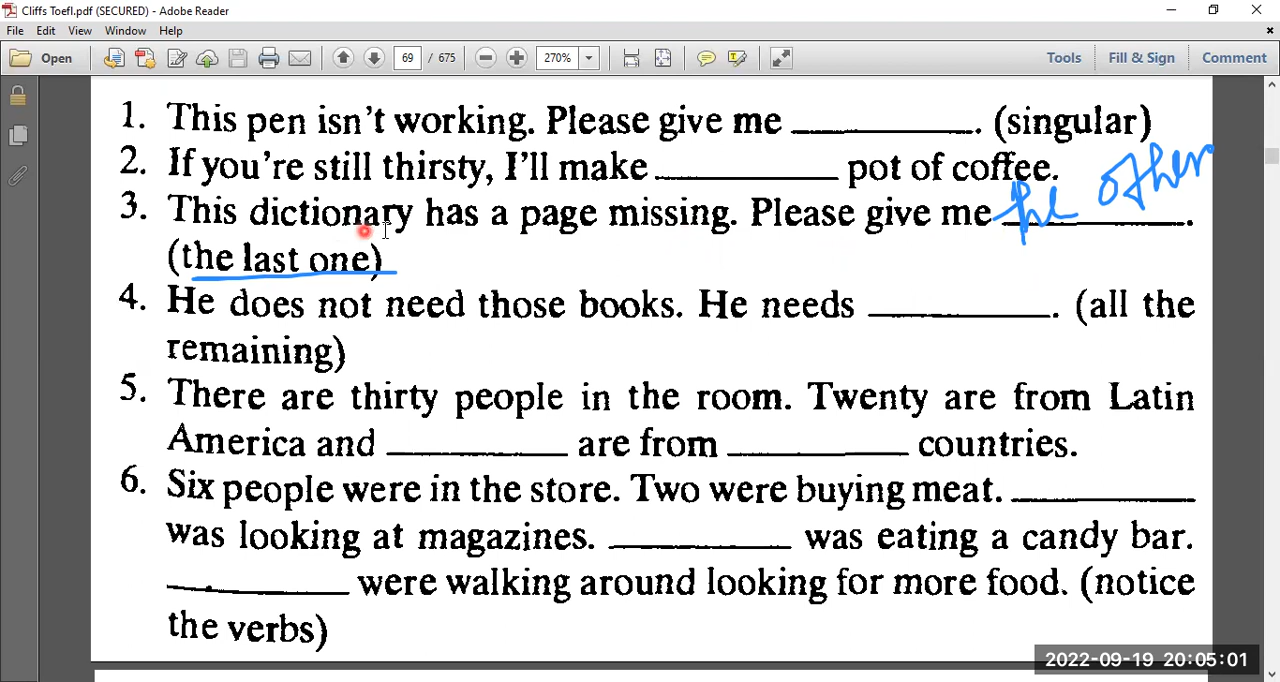 Cliffs Toefl.pdf (SECURED) - Adobe Reader
File Edit View Window Help
Open 69 / 675 270% Tools Fill & Sign Comment
1. This pen isn't working. Please give me __________. (singular)
2. If you're still thirsty, I'll make __________ pot of coffee.
3. This dictionary has a page missing. Please give me the other __________.
(the last one)
4. He does not need those books. He needs __________. (all the
remaining)
5. There are thirty people in the room. Twenty are from Latin
America and __________ are from __________ countries.
6. Six people were in the store. Two were buying meat. __________
was looking at magazines. __________ was eating a candy bar.
__________ were walking around looking for more food. (notice
the verbs)
2022-09-19 20:05:01